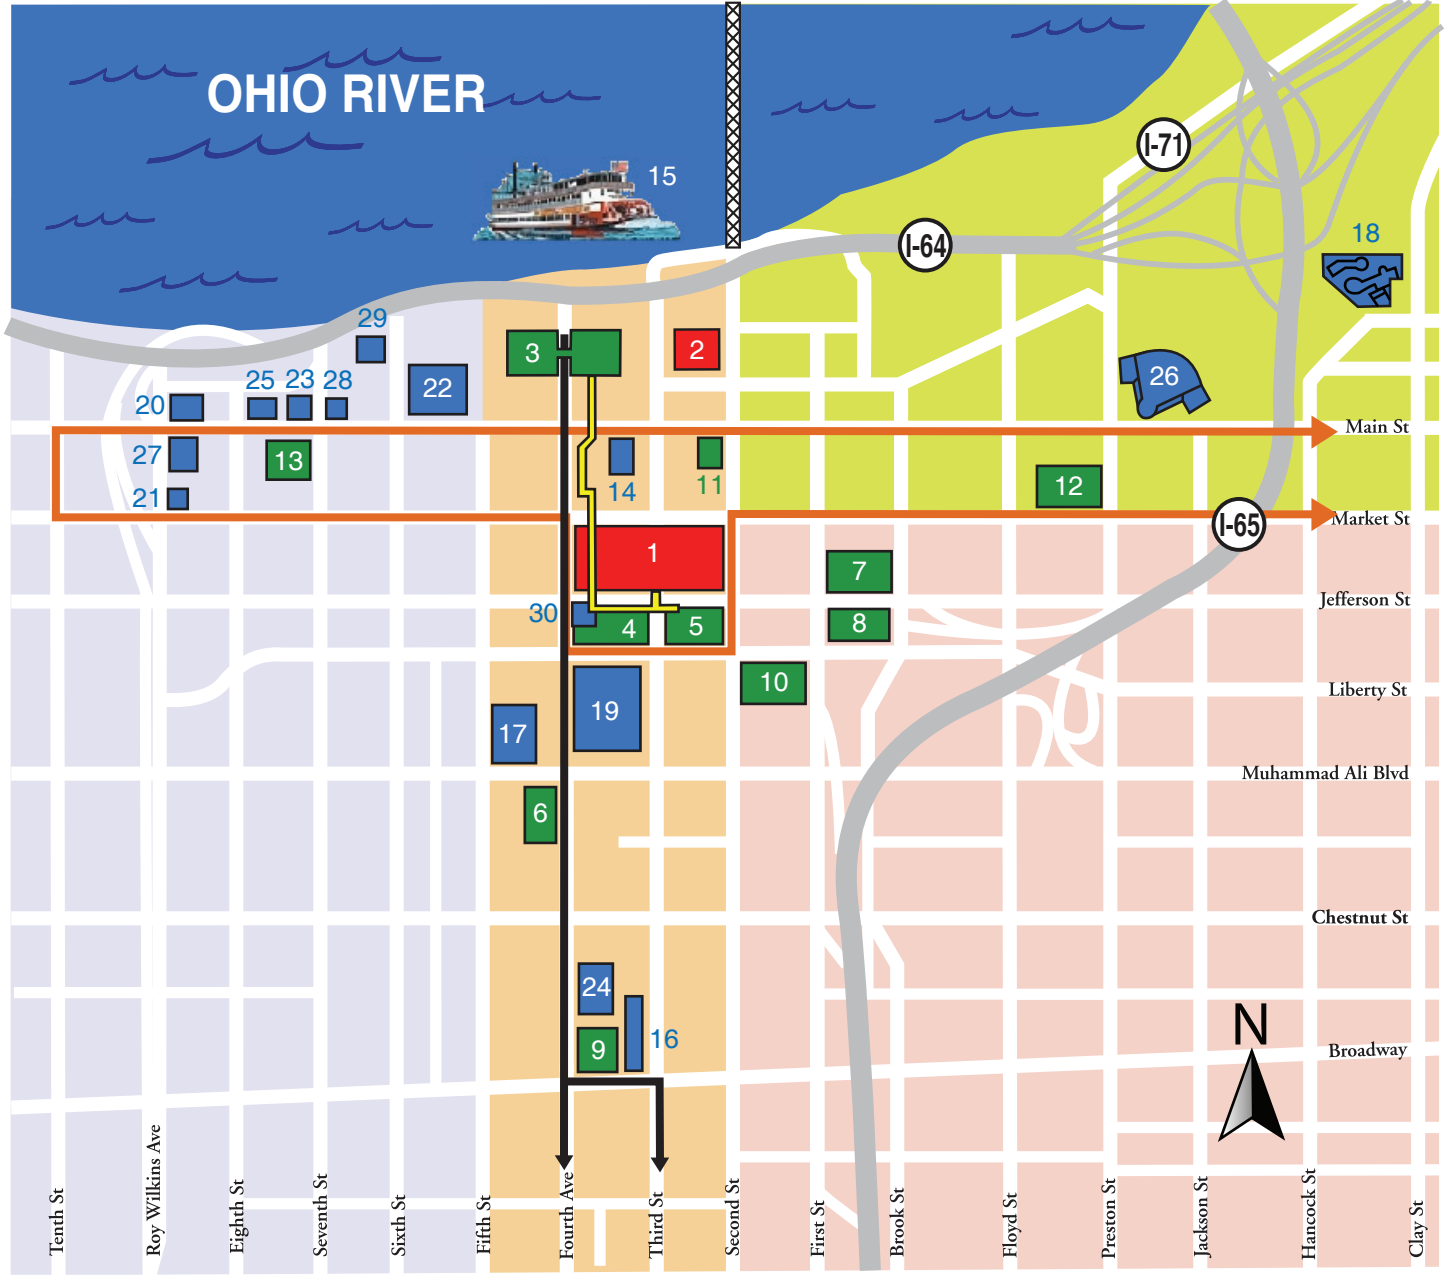 OHIO RIVER
15
I-71
I-64
18
29
3
2
25 23 28
22
26
20
Main St
27
13
14
11
12
21
Market St
I-65
1
7
Jefferson St
30
4
5
8
10
Liberty St
19
17
Muhammad Ali Blvd
6
Chestnut St
24
16
9
N
Broadway
Tenth St
Roy Wilkins Ave
Eighth St
Seventh St
Sixth St
Fifth St
Fourth Ave
Third St
Second St
First St
Brook St
Floyd St
Preston St
Jackson St
Hancock St
Clay St